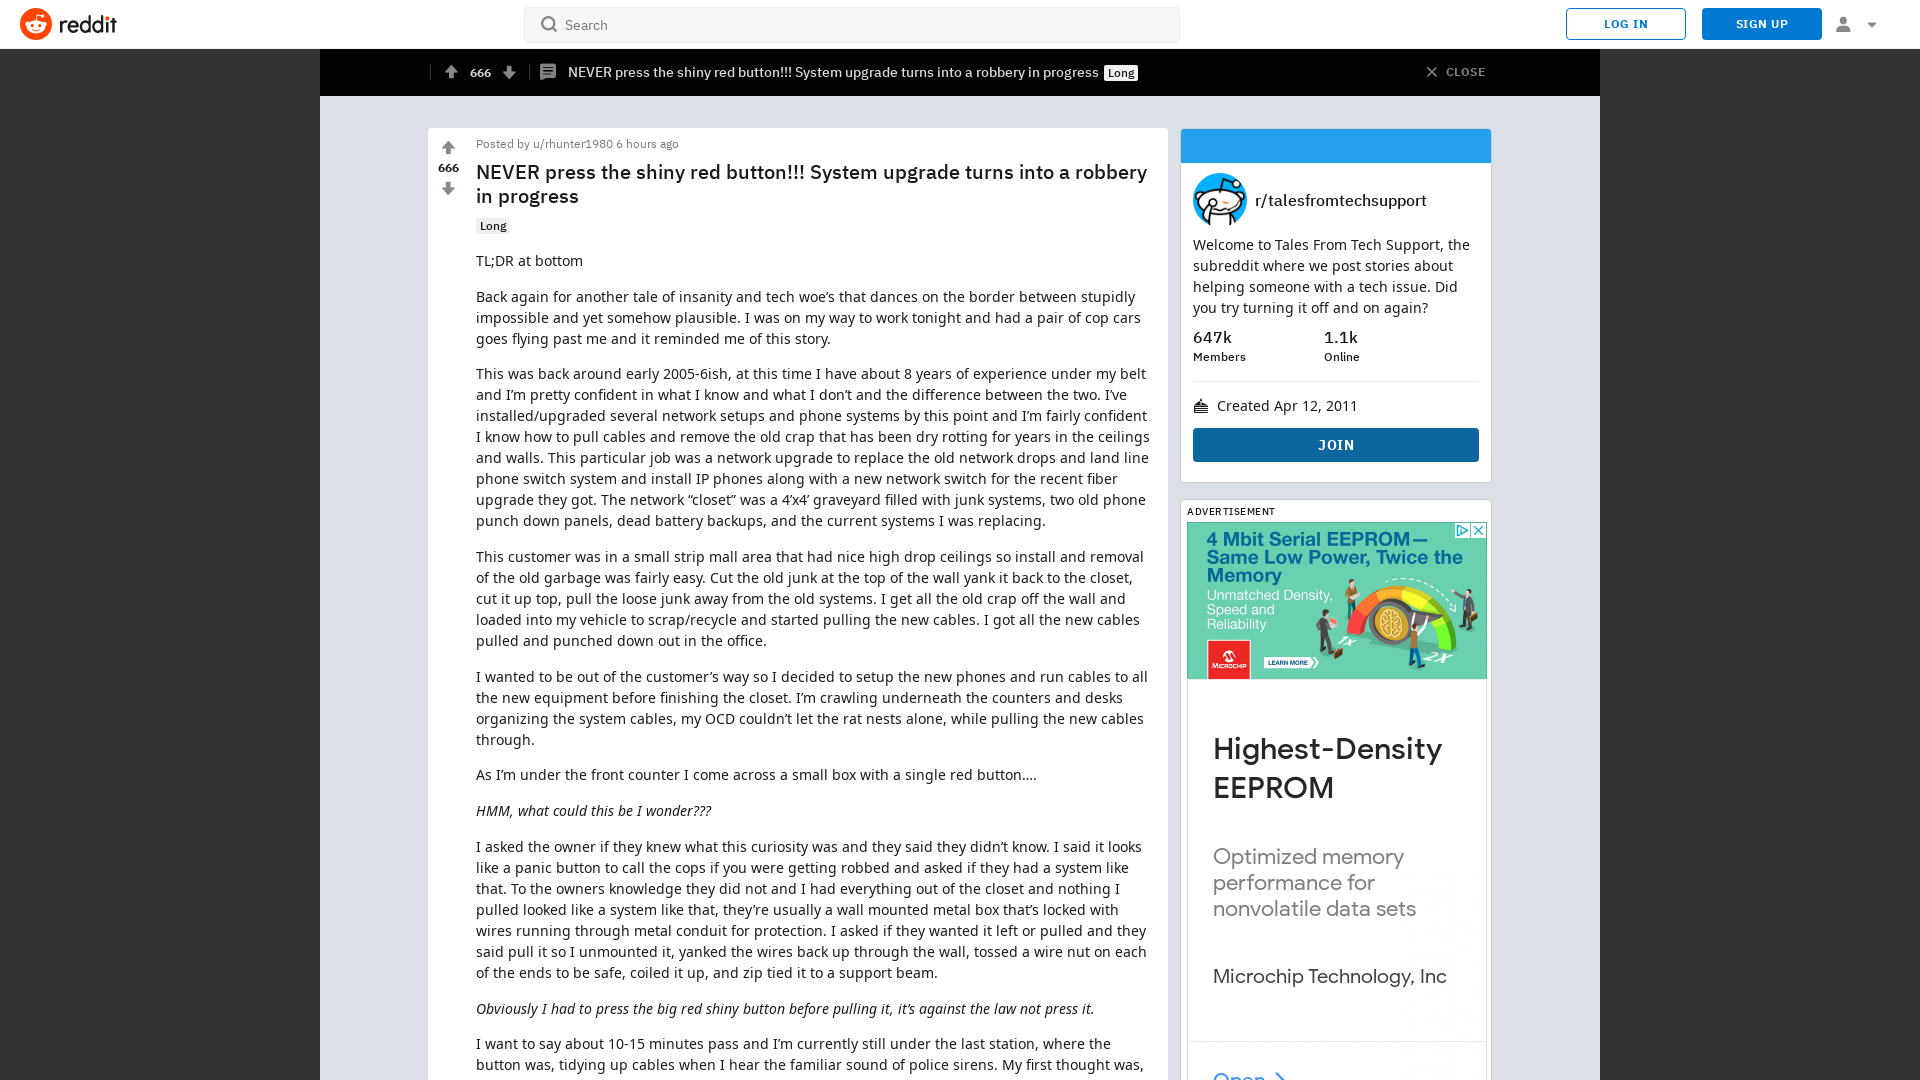 reddit
Search
LOG IN
SIGN UP
666
NEVER press the shiny red button!!! System upgrade turns into a robbery in progress Long
CLOSE
666
Posted by u/rhunter1980 6 hours ago
NEVER press the shiny red button!!! System upgrade turns into a robbery
in progress
Long
TL;DR at bottom
Back again for another tale of insanity and tech woe’s that dances on the border between stupidly
impossible and yet somehow plausible. I was on my way to work tonight and had a pair of cop cars
goes flying past me and it reminded me of this story.
This was back around early 2005-6ish, at this time I have about 8 years of experience under my belt
and I’m pretty confident in what I know and what I don’t and the difference between the two. I’ve
installed/upgraded several network setups and phone systems by this point and I’m fairly confident
I know how to pull cables and remove the old crap that has been dry rotting for years in the ceilings
and walls. This particular job was a network upgrade to replace the old network drops and land line
phone switch system and install IP phones along with a new network switch for the recent fiber
upgrade they got. The network “closet” was a 4’x4’ graveyard filled with junk systems, two old phone
punch down panels, dead battery backups, and the current systems I was replacing.
This customer was in a small strip mall area that had nice high drop ceilings so install and removal
of the old garbage was fairly easy. Cut the old junk at the top of the wall yank it back to the closet,
cut it up top, pull the loose junk away from the old systems. I get all the old crap off the wall and
loaded into my vehicle to scrap/recycle and started pulling the new cables. I got all the new cables
pulled and punched down out in the office.
I wanted to be out of the customer’s way so I decided to setup the new phones and run cables to all
the new equipment before finishing the closet. I’m crawling underneath the counters and desks
organizing the system cables, my OCD couldn’t let the rat nests alone, while pulling the new cables
through.
As I’m under the front counter I come across a small box with a single red button….
HMM, what could this be I wonder???
I asked the owner if they knew what this curiosity was and they said they didn’t know. I said it looks
like a panic button to call the cops if you were getting robbed and asked if they had a system like
that. To the owners knowledge they did not and I had everything out of the closet and nothing I
pulled looked like a system like that, they’re usually a wall mounted metal box that’s locked with
wires running through metal conduit for protection. I asked if they wanted it left or pulled and they
said pull it so I unmounted it, yanked the wires back up through the wall, tossed a wire nut on each
of the ends to be safe, coiled it up, and zip tied it to a support beam.
Obviously I had to press the big red shiny button before pulling it, it’s against the law not press it.
I want to say about 10-15 minutes pass and I’m currently still under the last station, where the
button was, tidying up cables when I hear the familiar sound of police sirens. My first thought was,
r/talesfromtechsupport
Welcome to Tales From Tech Support, the
subreddit where we post stories about
helping someone with a tech issue. Did
you try turning it off and on again?
647k
Members
1.1k
Online
Created Apr 12, 2011
JOIN
ADVERTISEMENT
4 Mbit Serial EEPROM—
Same Low Power, Twice the
Memory
Unmatched Density,
Speed and
Reliability
1X
2X
MICROCHIP
LEARN MORE
Highest-Density
EEPROM
Optimized memory
performance for
nonvolatile data sets
Microchip Technology, Inc
Open